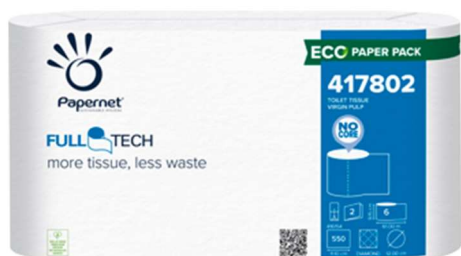 ECO PAPER PACK
Papernet
417802
TOILET TISSUE
VIRGIN PULP
NO
CORE
FULL TECH
more tissue, less waste
2
6
550